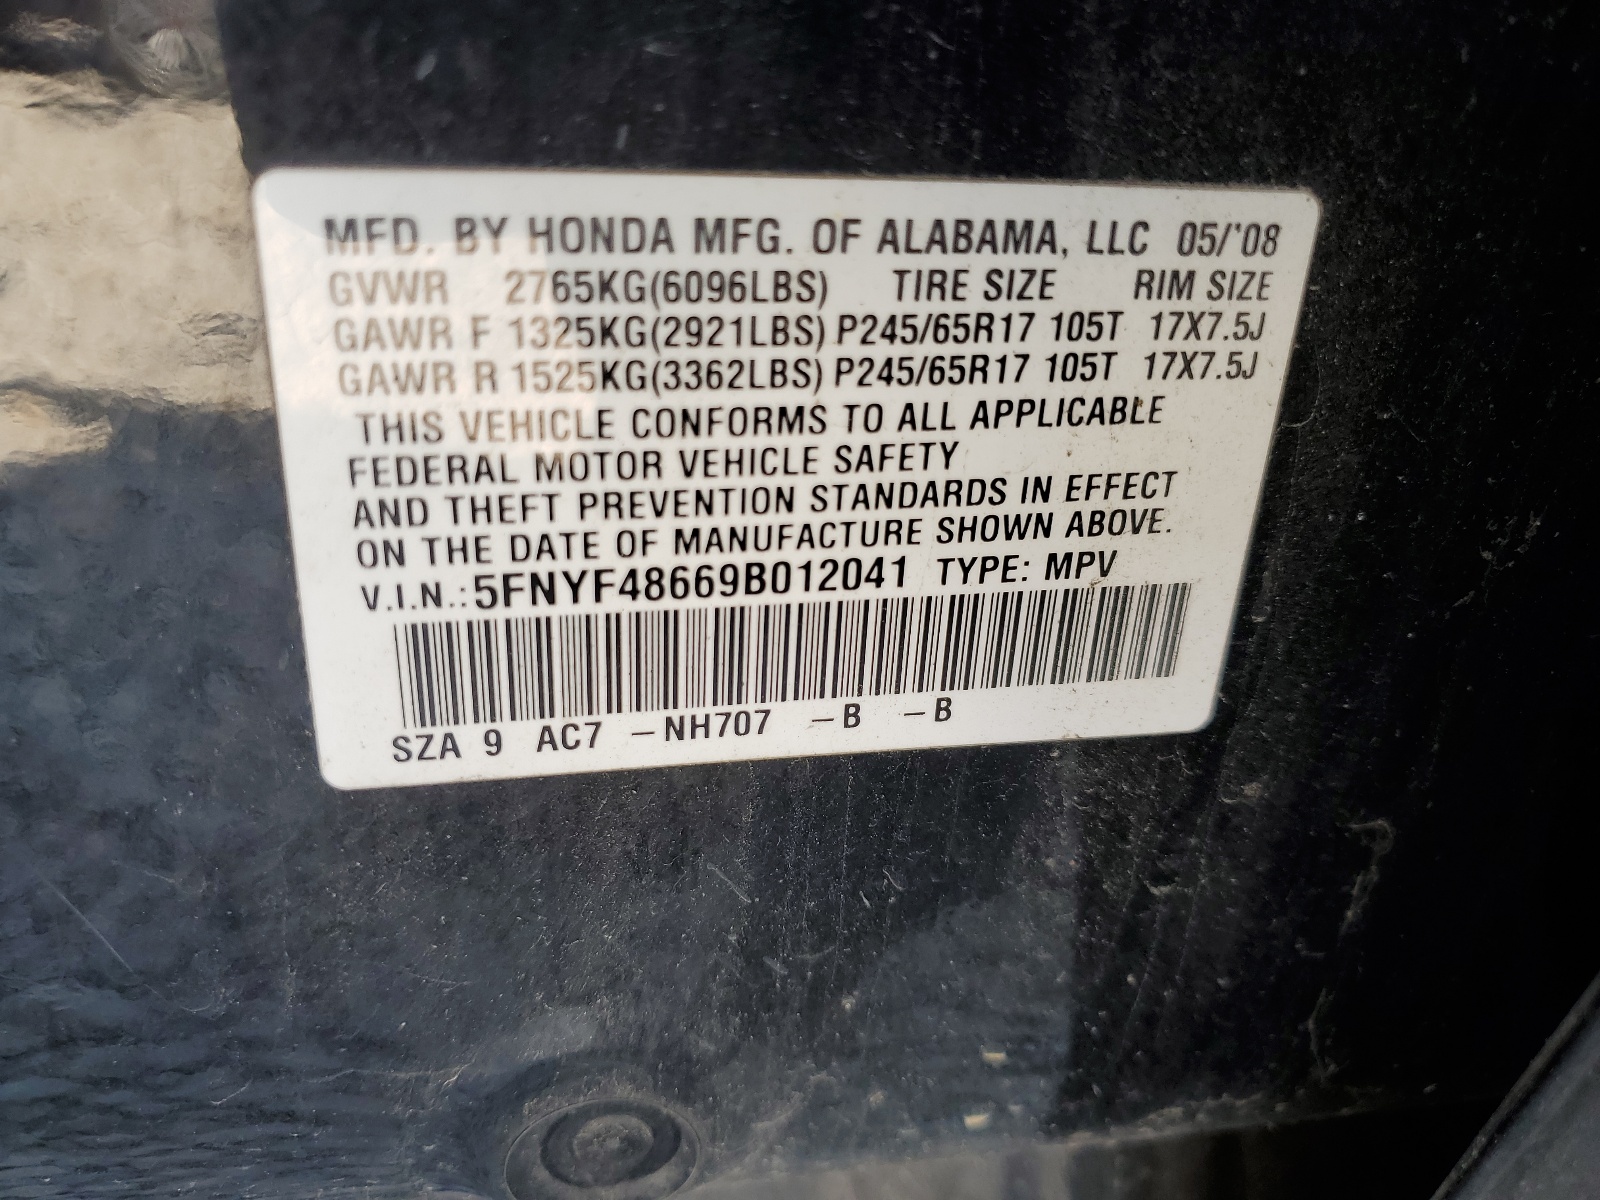 MFD. BY HONDA MFG. OF ALABAMA, LLC 05/'08
GVWR 2765KG(6096LBS) TIRE SIZE RIM SIZE
GAWR F 1325KG(2921LBS) P245/65R17 105T 17X7.5J
GAWR R 1525KG(3362LBS) P245/65R17 105T 17X7.5J
THIS VEHICLE CONFORMS TO ALL APPLICABLE
FEDERAL MOTOR VEHICLE SAFETY
AND THEFT PREVENTION STANDARDS IN EFFECT
ON THE DATE OF MANUFACTURE SHOWN ABOVE.
V.I.N.: 5FNYF48669B012041 TYPE: MPV
SZA 9 AC7 –NH707 –B –B